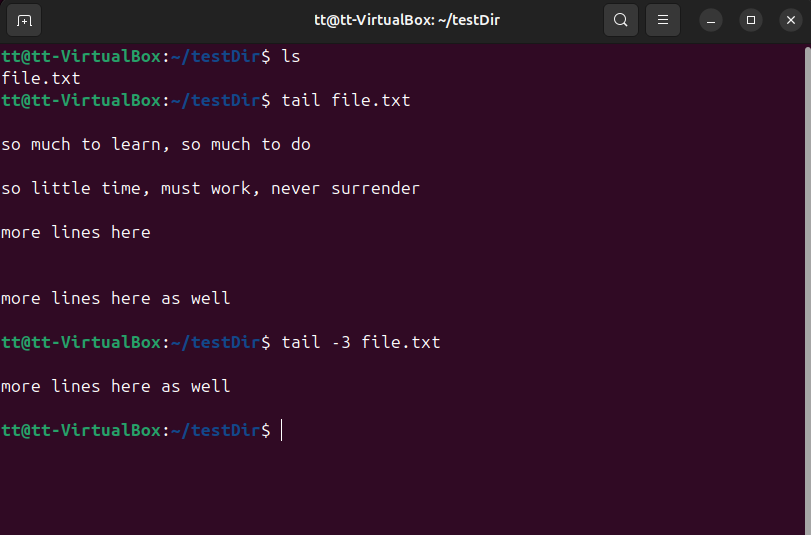 tt@tt-VirtualBox: ~/testDir
tt@tt-VirtualBox:~/testDir$ ls
file.txt
tt@tt-VirtualBox:~/testDir$ tail file.txt
so much to learn, so much to do
so little time, must work, never surrender
more lines here
more lines here as well
tt@tt-VirtualBox:~/testDir$ tail -3 file.txt
more lines here as well
tt@tt-VirtualBox:~/testDir$